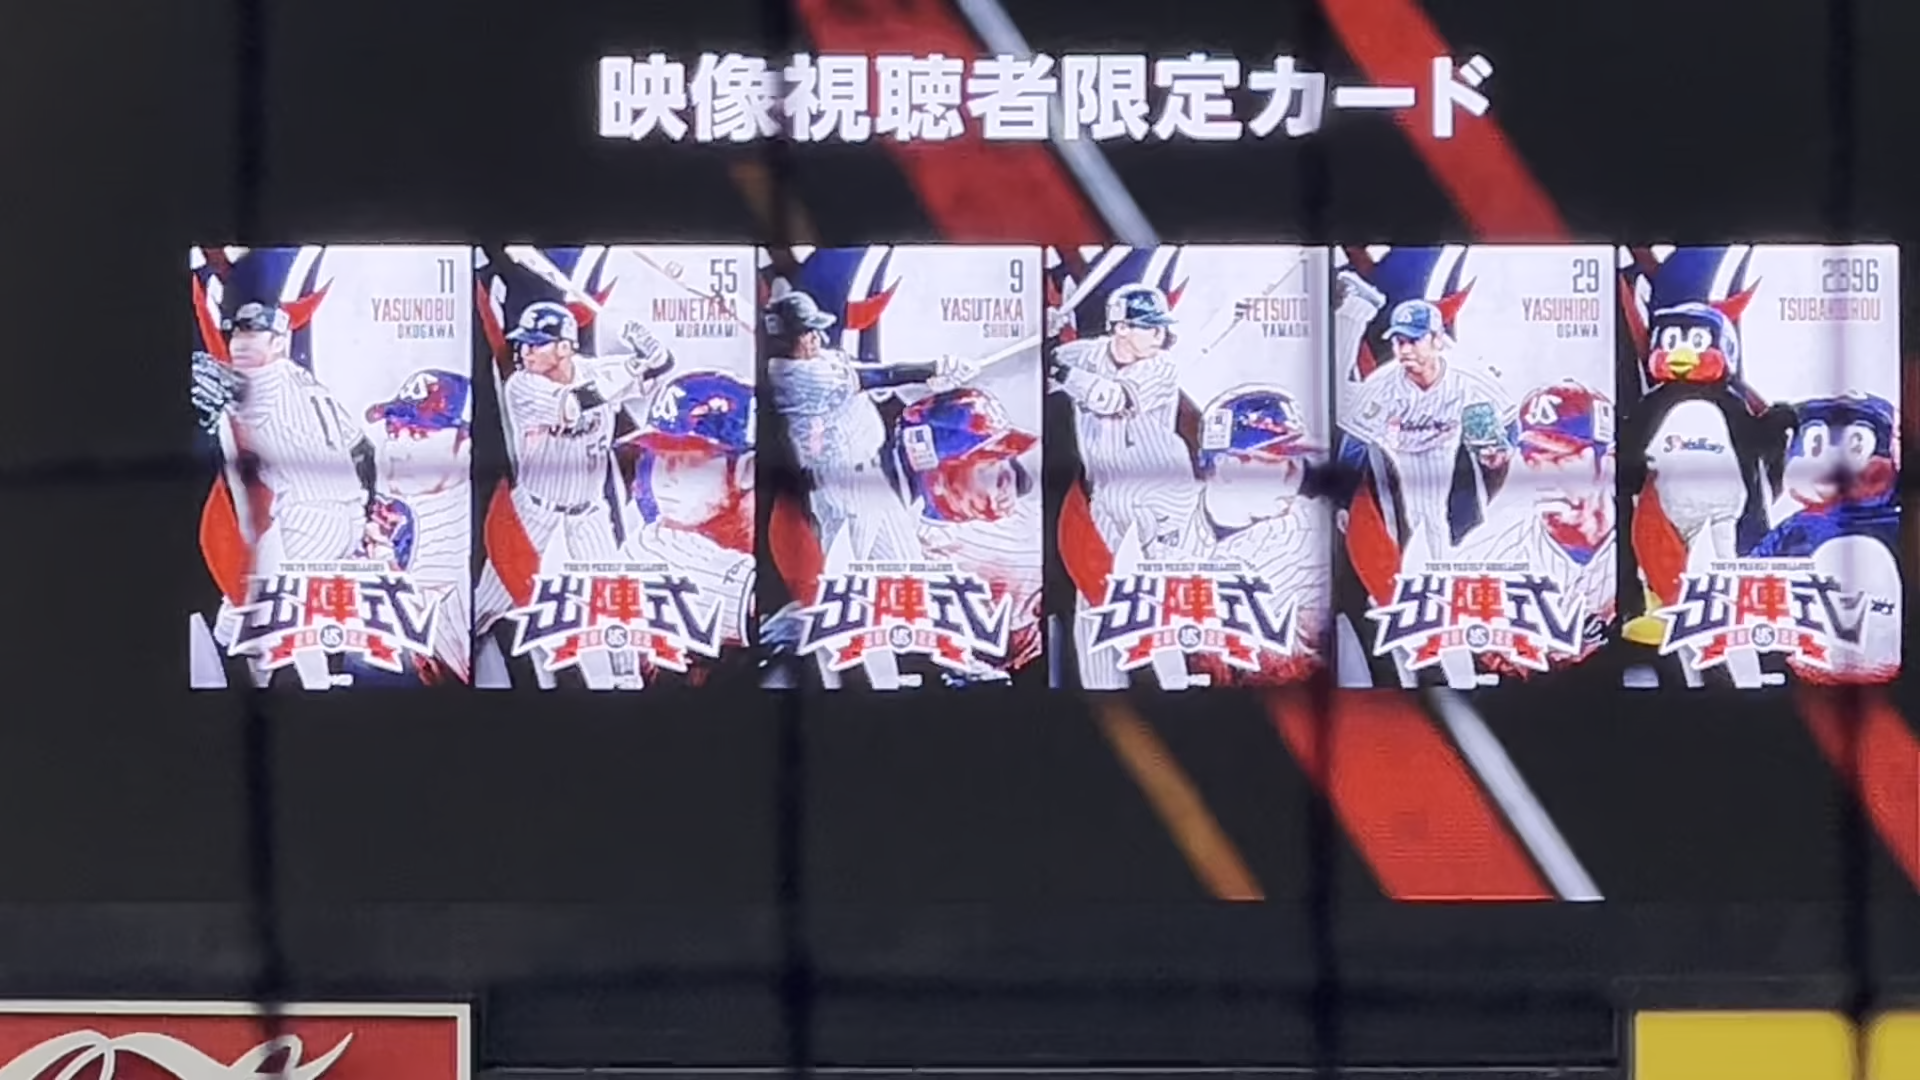 映像視聴者限定カード
11
YASUNOBU
OKUGAWA
55
MUNETAKA
MURAKAMI
9
YASUTAKA
SHIOMI
1
TETSUTO
YAMADA
29
YASUHIRO
OGAWA
2896
TSUBAKUROU
出陣式
出陣式
出陣式
出陣式
出陣式
出陣式